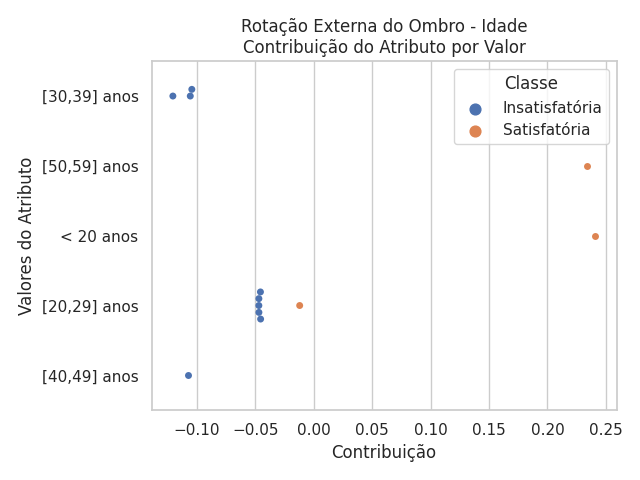 Rotação Externa do Ombro - Idade
Contribuição do Atributo por Valor
Classe
Insatisfatória
Satisfatória
Valores do Atributo
[30,39] anos
[50,59] anos
< 20 anos
[20,29] anos
[40,49] anos
−0.10 −0.05 0.00 0.05 0.10 0.15 0.20 0.25
Contribuição